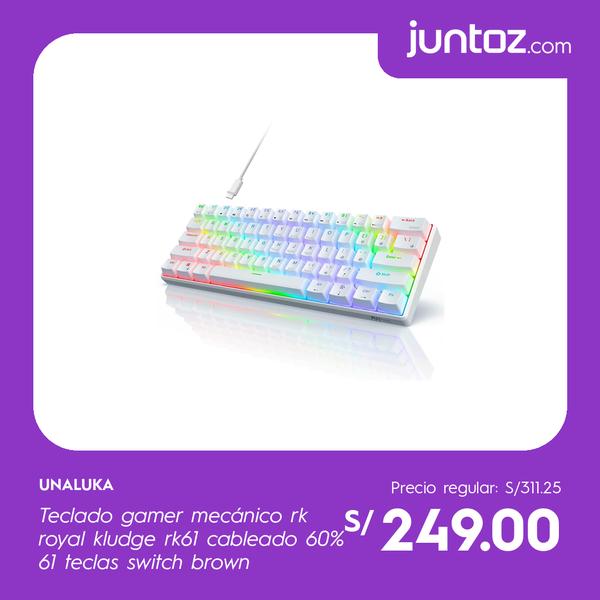 juntoz.com
UNALUKA
Teclado gamer mecánico rk
royal kludge rk61 cableado 60%
61 teclas switch brown
Precio regular: S/311.25
S/ 249.00